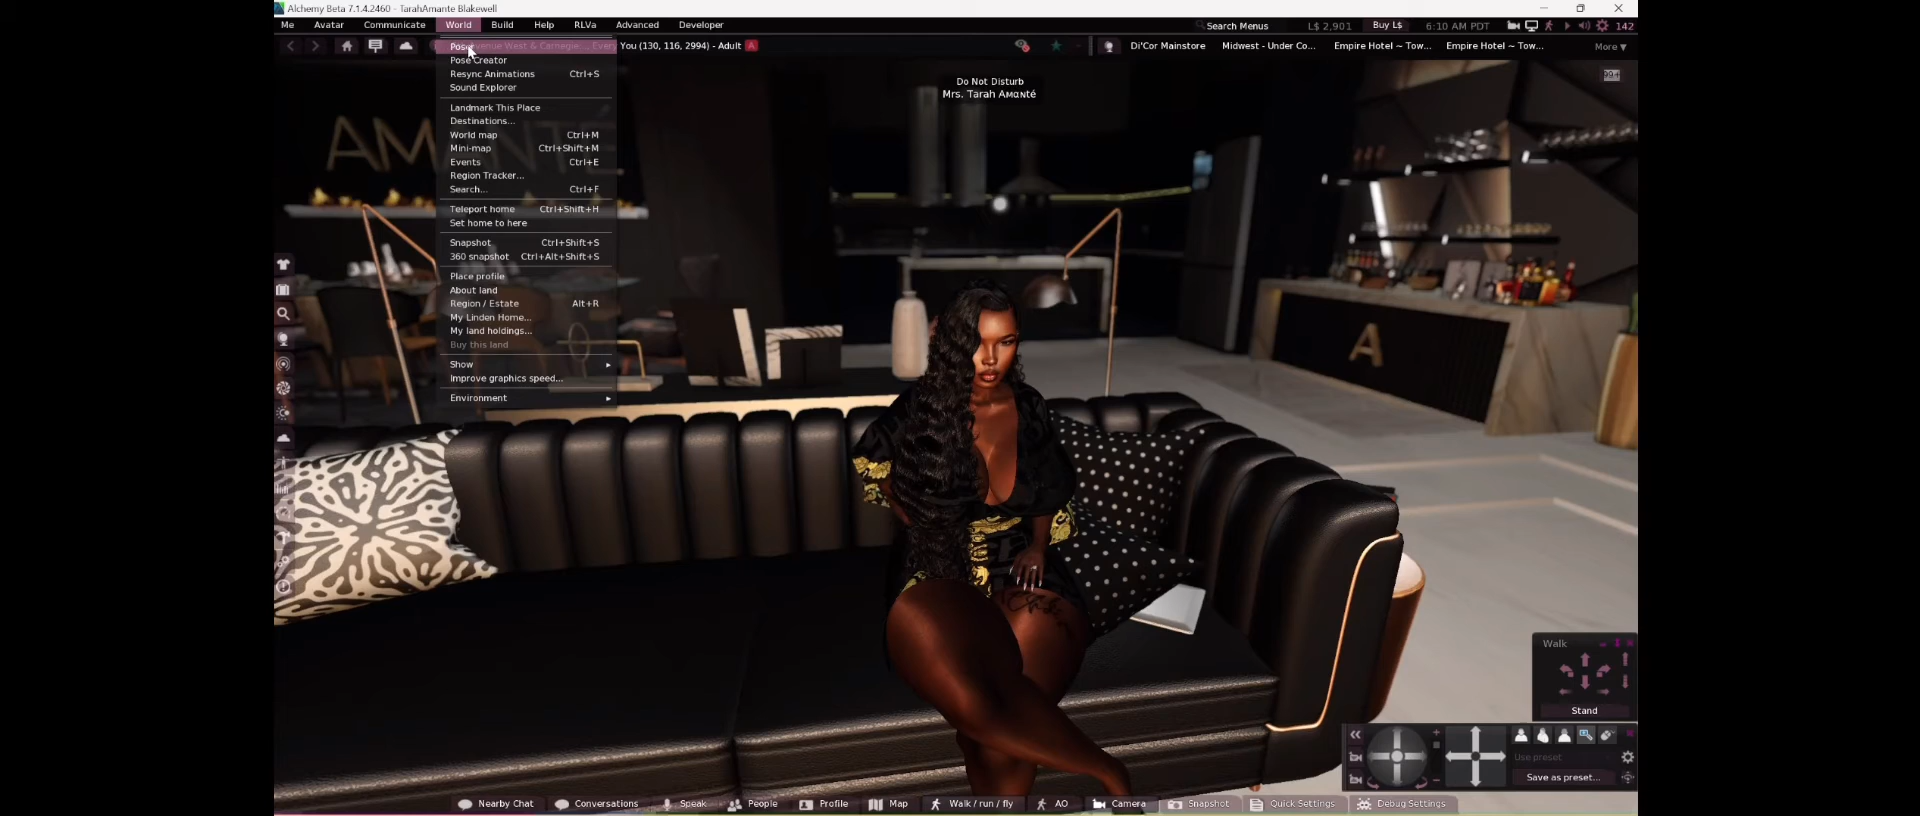 Alchemy Beta 7.1.4.2460 - TarahAmante Blakewell
Me Avatar Communicate World Build Help RLVa Advanced Developer
Search Menus L$ 2,901 Buy L$ 6:10 AM PDT 142
Avenue West & Carnegie... Every You (130, 116, 2994) - Adult A
Di'Cor Mainstore Midwest - Under Co... Empire Hotel ~ Tow... Empire Hotel ~ Tow... More ▼
Poser
Pose Creator
Resync Animations Ctrl+S
Sound Explorer
Landmark This Place
Destinations...
World map Ctrl+M
Mini-map Ctrl+Shift+M
Events Ctrl+E
Region Tracker...
Search... Ctrl+F
Teleport home Ctrl+Shift+H
Set home to here
Snapshot Ctrl+Shift+S
360 snapshot Ctrl+Alt+Shift+S
Place profile
About land
Region / Estate Alt+R
My Linden Home...
My land holdings...
Buy this land
Show
Improve graphics speed...
Environment
AMANTÉ
Do Not Disturb
Mrs. Tarah Aмαɴté
99+
A
Walk
Stand
Use preset
Save as preset...
Nearby Chat Conversations Speak People Profile Map Walk / run / fly AO Camera Snapshot Quick Settings Debug Settings